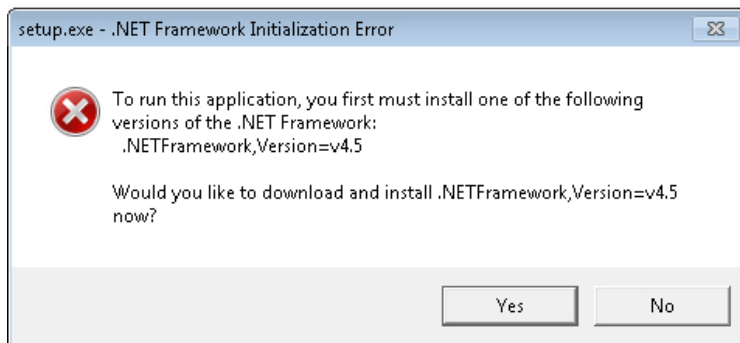 setup.exe - .NET Framework Initialization Error
To run this application, you first must install one of the following
versions of the .NET Framework:
.NETFramework,Version=v4.5
Would you like to download and install .NETFramework,Version=v4.5
now?
Yes No